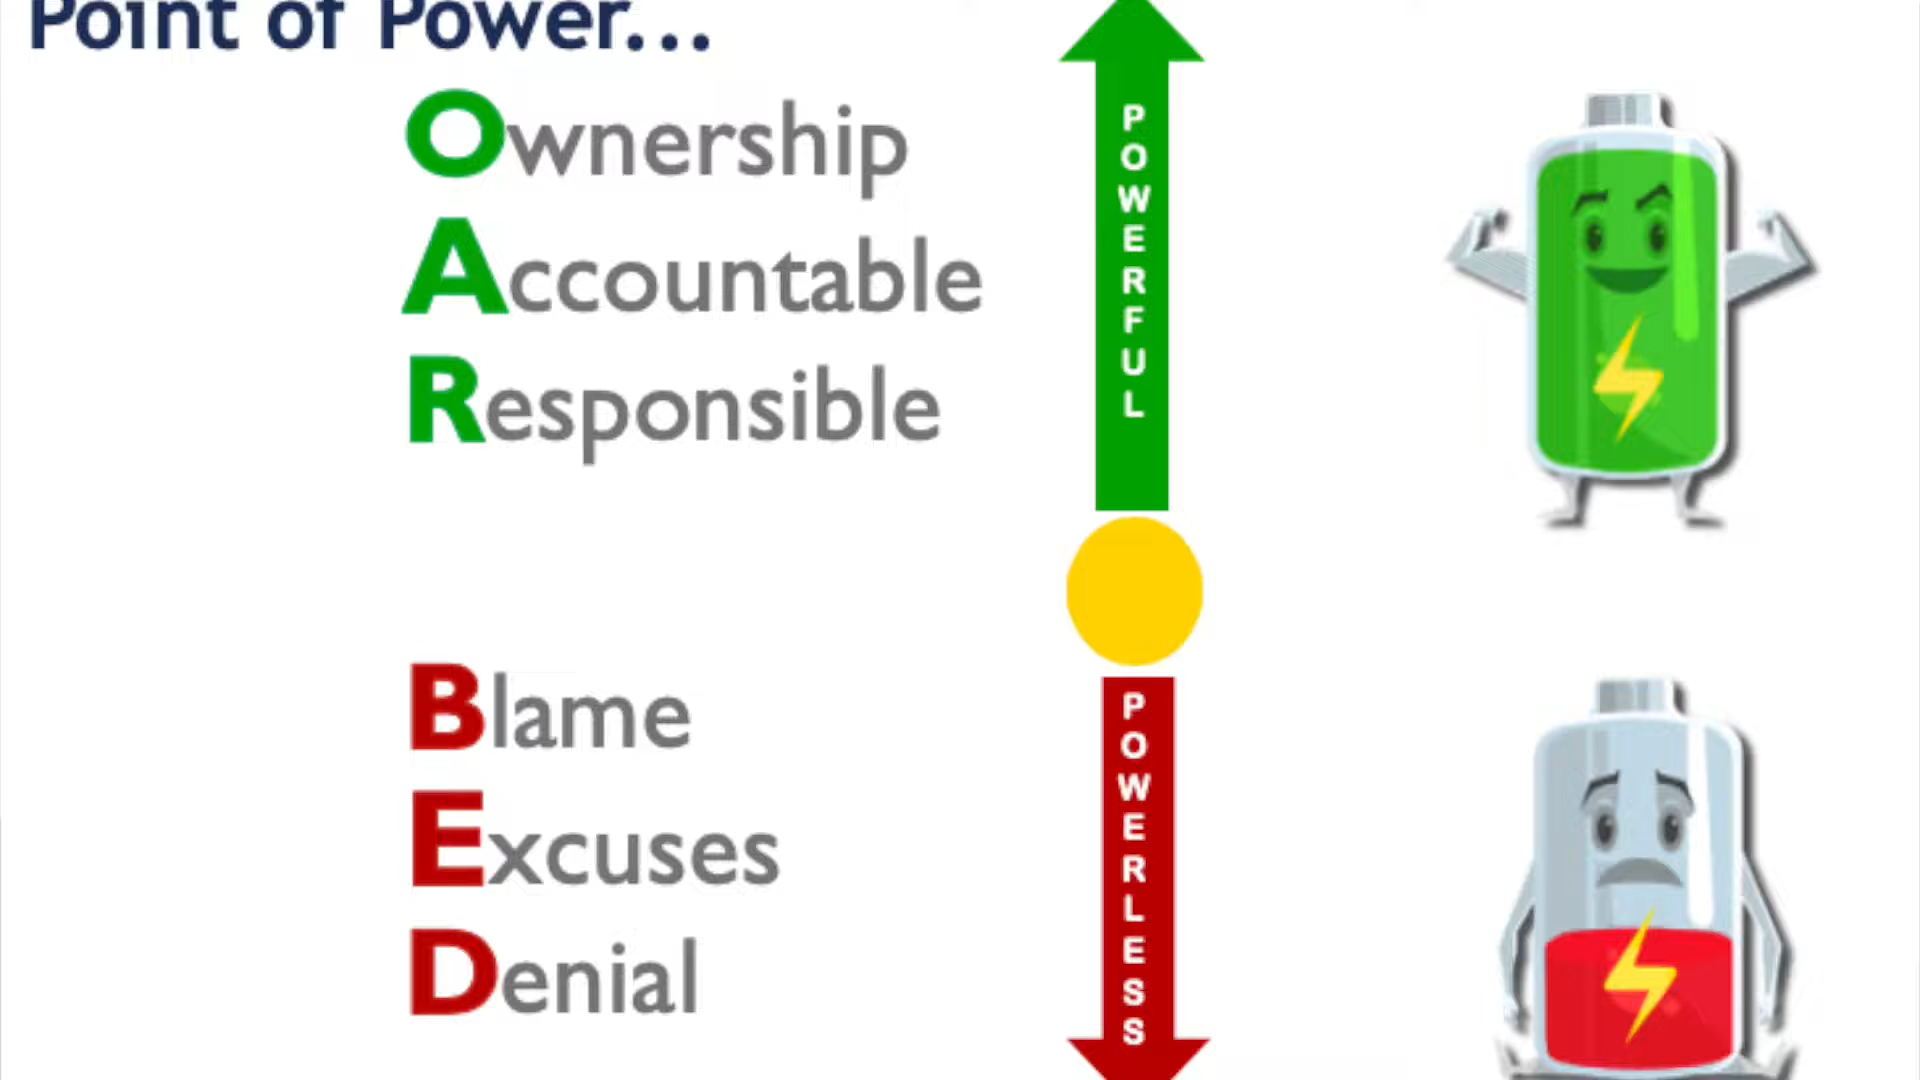 Point of Power...
Ownership
Accountable
Responsible
POWERFUL
Blame
Excuses
Denial
POWERLESS